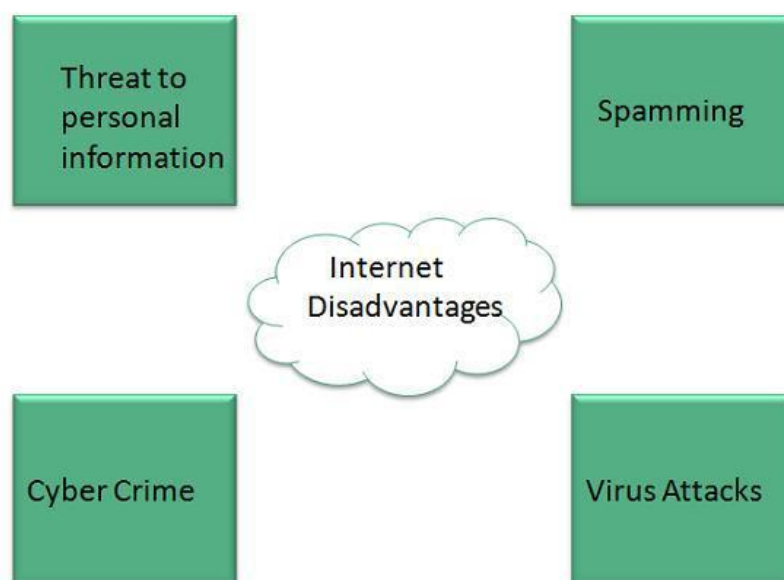 Threat to
personal
information
Spamming
Internet
Disadvantages
Cyber Crime
Virus Attacks